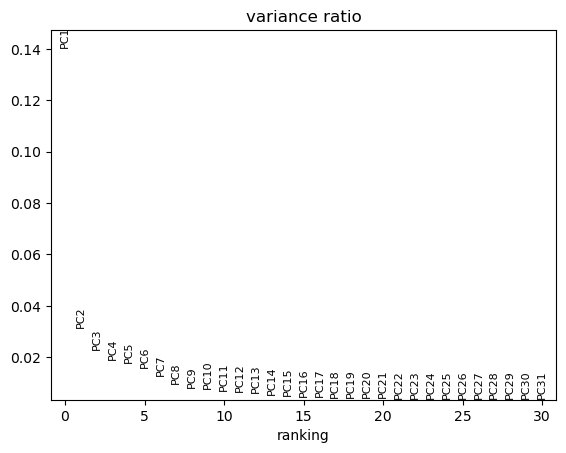 variance ratio
0.14
0.12
0.10
0.08
0.06
0.04
0.02
PC1
PC2
PC3
PC4
PC5
PC6
PC7
PC8
PC9
PC10
PC11
PC12
PC13
PC14
PC15
PC16
PC17
PC18
PC19
PC20
PC21
PC22
PC23
PC24
PC25
PC26
PC27
PC28
PC29
PC30
PC31
0 5 10 15 20 25 30
ranking